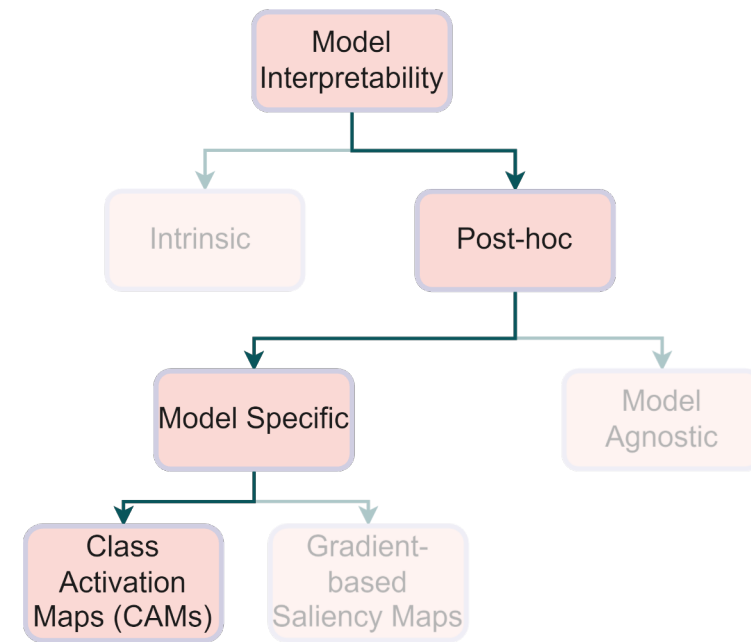 Model
Interpretability
Intrinsic
Post-hoc
Model Specific
Model
Agnostic
Class
Activation
Maps (CAMs)
Gradient-
based
Saliency Maps